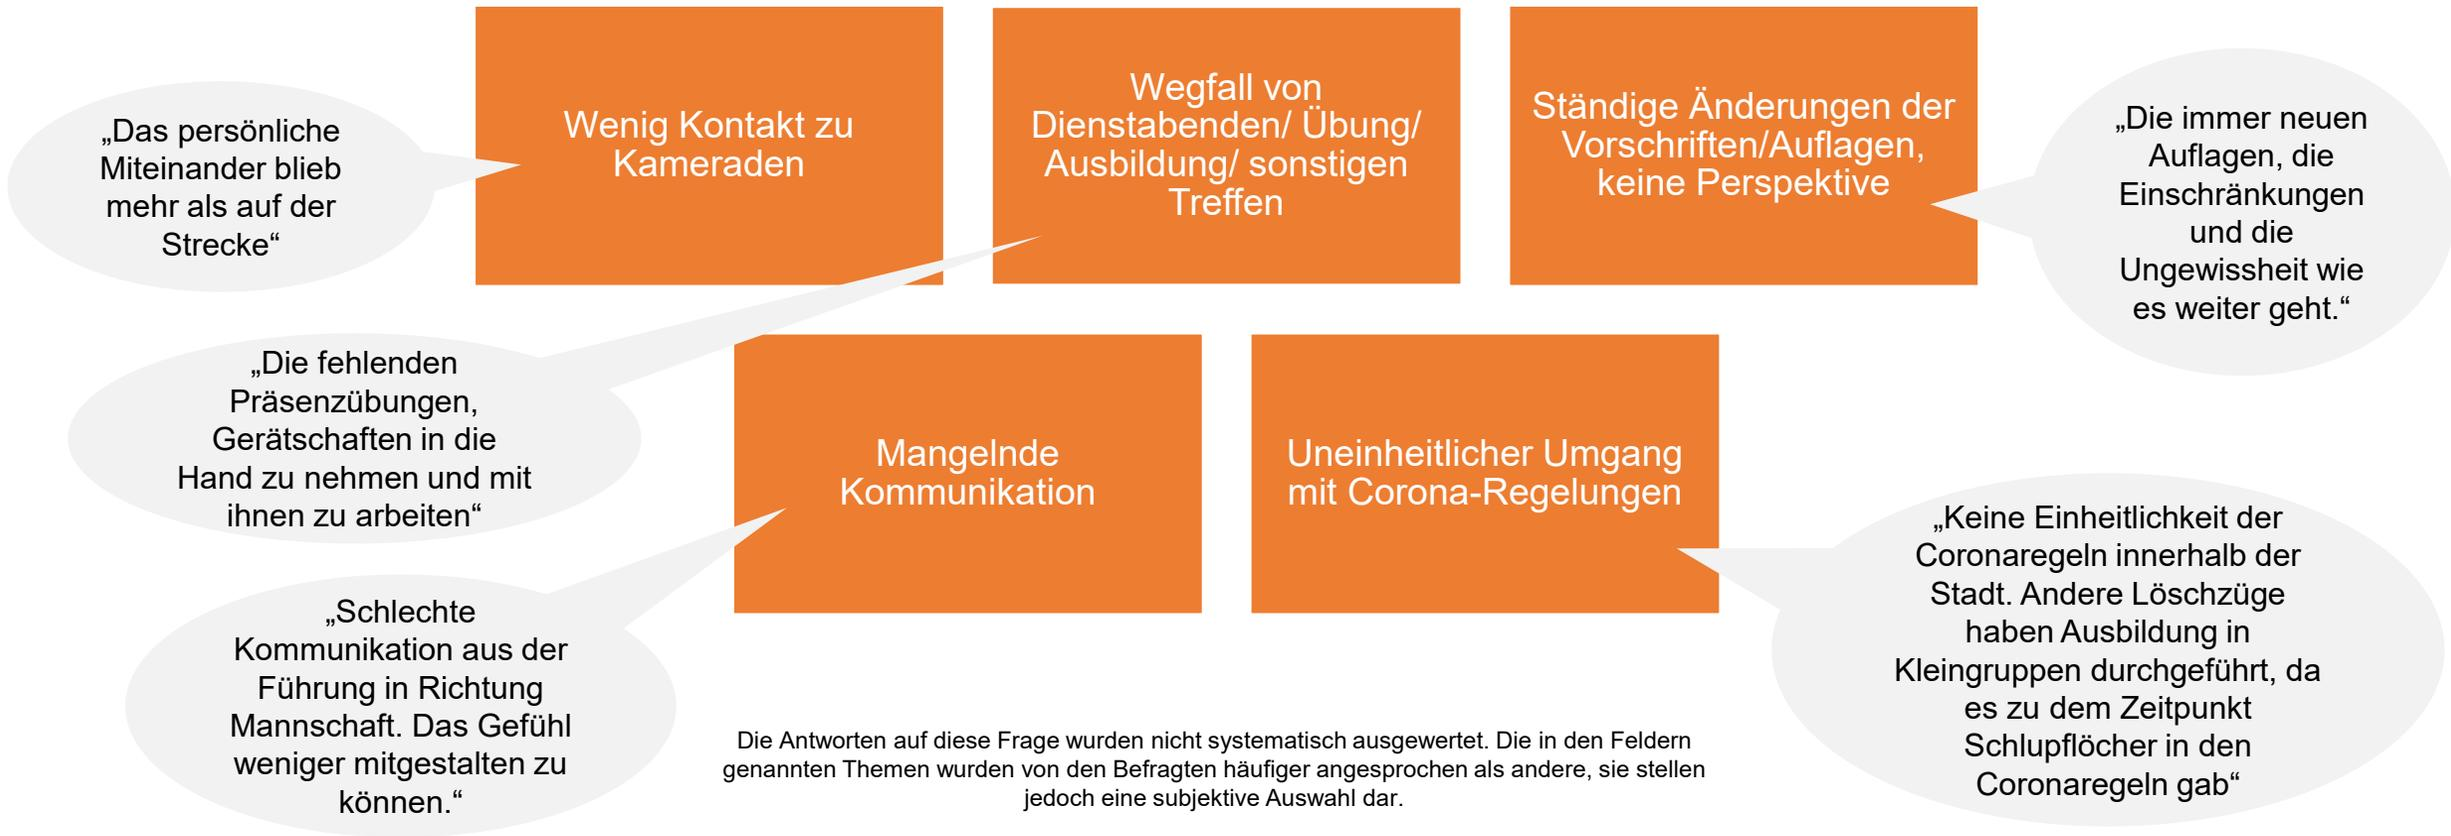 Wenig Kontakt zu
Kameraden
Wegfall von
Dienstabenden/ Übung/
Ausbildung/ sonstigen
Treffen
Ständige Änderungen der
Vorschriften/Auflagen,
keine Perspektive
„Das persönliche
Miteinander blieb
mehr als auf der
Strecke“
„Die immer neuen
Auflagen, die
Einschränkungen
und die
Ungewissheit wie
es weiter geht.“
„Die fehlenden
Präsenzübungen,
Gerätschaften in die
Hand zu nehmen und mit
ihnen zu arbeiten“
Mangelnde
Kommunikation
Uneinheitlicher Umgang
mit Corona-Regelungen
„Schlechte
Kommunikation aus der
Führung in Richtung
Mannschaft. Das Gefühl
weniger mitgestalten zu
können.“
„Keine Einheitlichkeit der
Coronaregeln innerhalb der
Stadt. Andere Löschzüge
haben Ausbildung in
Kleingruppen durchgeführt, da
es zu dem Zeitpunkt
Schlupflöcher in den
Coronaregeln gab“
Die Antworten auf diese Frage wurden nicht systematisch ausgewertet. Die in den Feldern
genannten Themen wurden von den Befragten häufiger angesprochen als andere, sie stellen
jedoch eine subjektive Auswahl dar.